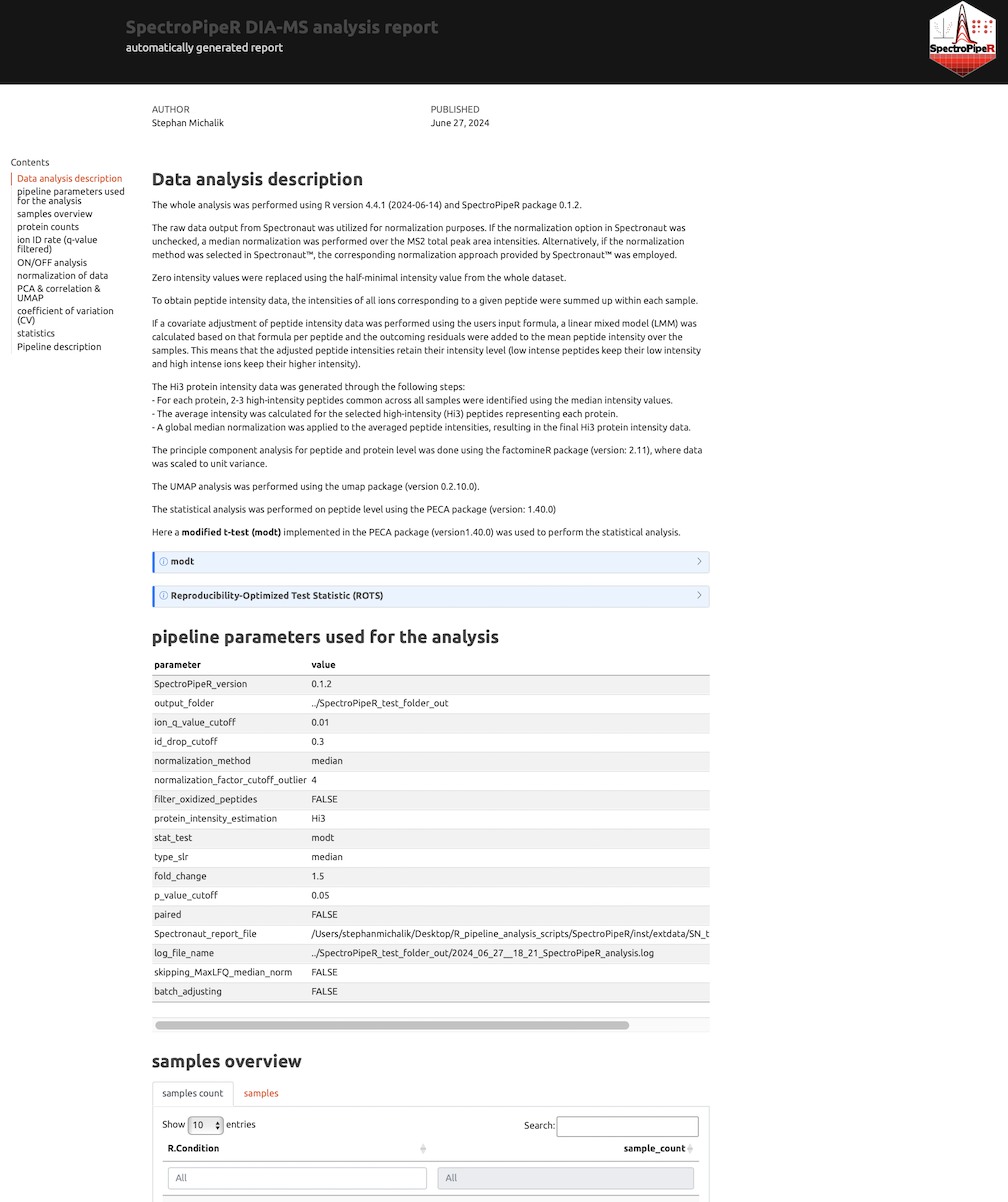 SpectroPipeR DIA-MS analysis report
automatically generated report
SpectroPipeR
AUTHOR
Stephan Michalik
PUBLISHED
June 27, 2024
Contents
Data analysis description
pipeline parameters used
for the analysis
samples overview
protein counts
ion ID rate (q-value
filtered)
ON/OFF analysis
normalization of data
PCA & correlation &
UMAP
coefficient of variation
(CV)
statistics
Pipeline description
Data analysis description
The whole analysis was performed using R version 4.4.1 (2024-06-14) and SpectroPipeR package 0.1.2.
The raw data output from Spectronaut was utilized for normalization purposes. If the normalization option in Spectronaut was
unchecked, a median normalization was performed over the MS2 total peak area intensities. Alternatively, if the normalization
method was selected in Spectronaut™, the corresponding normalization approach provided by Spectronaut™ was employed.
Zero intensity values were replaced using the half-minimal intensity value from the whole dataset.
To obtain peptide intensity data, the intensities of all ions corresponding to a given peptide were summed up within each sample.
If a covariate adjustment of peptide intensity data was performed using the users input formula, a linear mixed model (LMM) was
calculated based on that formula per peptide and the outcoming residuals were added to the mean peptide intensity over the
samples. This means that the adjusted peptide intensities retain their intensity level (low intense peptides keep their low intensity
and high intense ions keep their higher intensity).
The Hi3 protein intensity data was generated through the following steps:
- For each protein, 2-3 high-intensity peptides common across all samples were identified using the median intensity values.
- The average intensity was calculated for the selected high-intensity (Hi3) peptides representing each protein.
- A global median normalization was applied to the averaged peptide intensities, resulting in the final Hi3 protein intensity data.
The principle component analysis for peptide and protein level was done using the factomineR package (version: 2.11), where data
was scaled to unit variance.
The UMAP analysis was performed using the umap package (version 0.2.10.0).
The statistical analysis was performed on peptide level using the PECA package (version: 1.40.0)
Here a modified t-test (modt) implemented in the PECA package (version1.40.0) was used to perform the statistical analysis.
modt
Reproducibility-Optimized Test Statistic (ROTS)
pipeline parameters used for the analysis
parameter value
SpectroPipeR_version 0.1.2
output_folder ../SpectroPipeR_test_folder_out
ion_q_value_cutoff 0.01
id_drop_cutoff 0.3
normalization_method median
normalization_factor_cutoff_outlier 4
filter_oxidized_peptides FALSE
protein_intensity_estimation Hi3
stat_test modt
type_slr median
fold_change 1.5
p_value_cutoff 0.05
paired FALSE
Spectronaut_report_file /Users/stephanmichalik/Desktop/R_pipeline_analysis_scripts/SpectroPipeR/inst/extdata/SN_t
log_file_name ../SpectroPipeR_test_folder_out/2024_06_27__18_21_SpectroPipeR_analysis.log
skipping_MaxLFQ_median_norm FALSE
batch_adjusting FALSE
samples overview
samples count samples
Show 10 entries Search:
R.Condition sample_count
All All